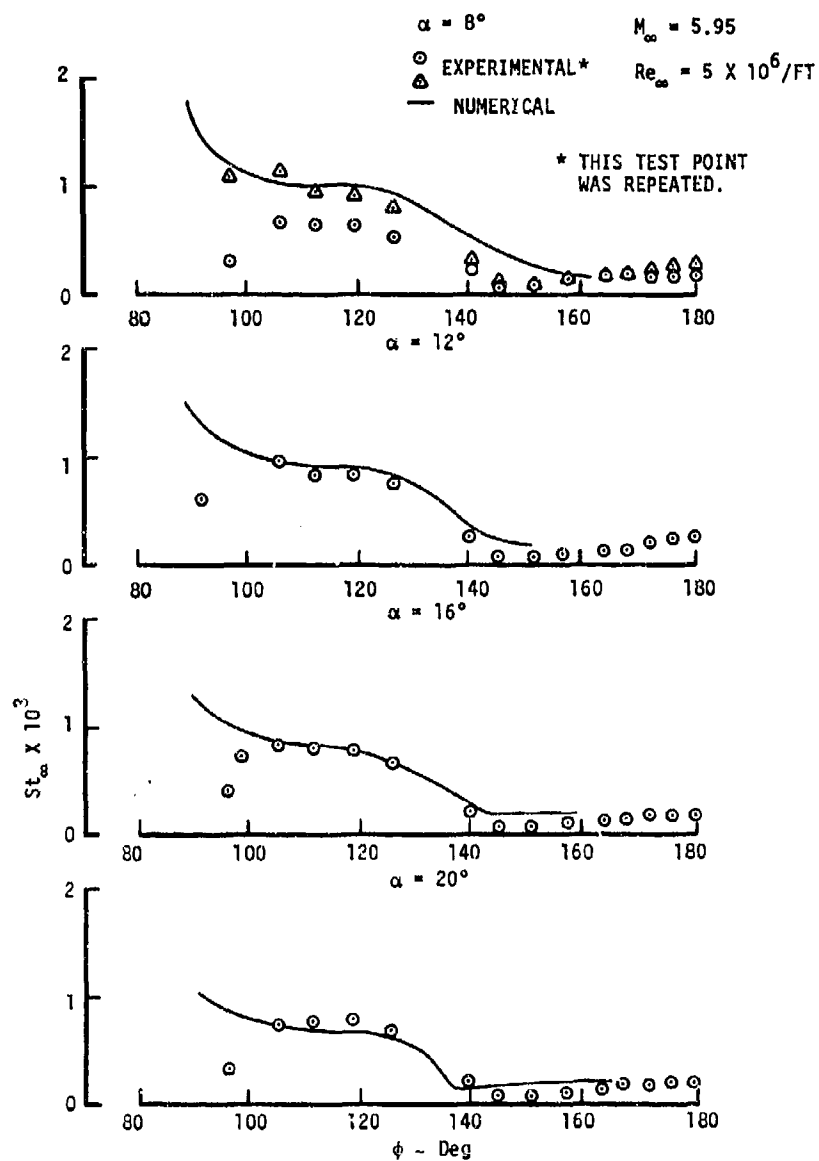 α = 8°
M∞ = 5.95
EXPERIMENTAL*
Re∞ = 5 X 10⁶/FT
NUMERICAL
* THIS TEST POINT
WAS REPEATED.
2
1
0
80 100 120 140 160 180
α = 12°
2
1
0
80 100 120 140 160 180
α = 16°
2
1
0
80 100 120 140 160 180
α = 20°
2
1
0
80 100 120 140 160 180
St∞ X 10³
ϕ ~ Deg